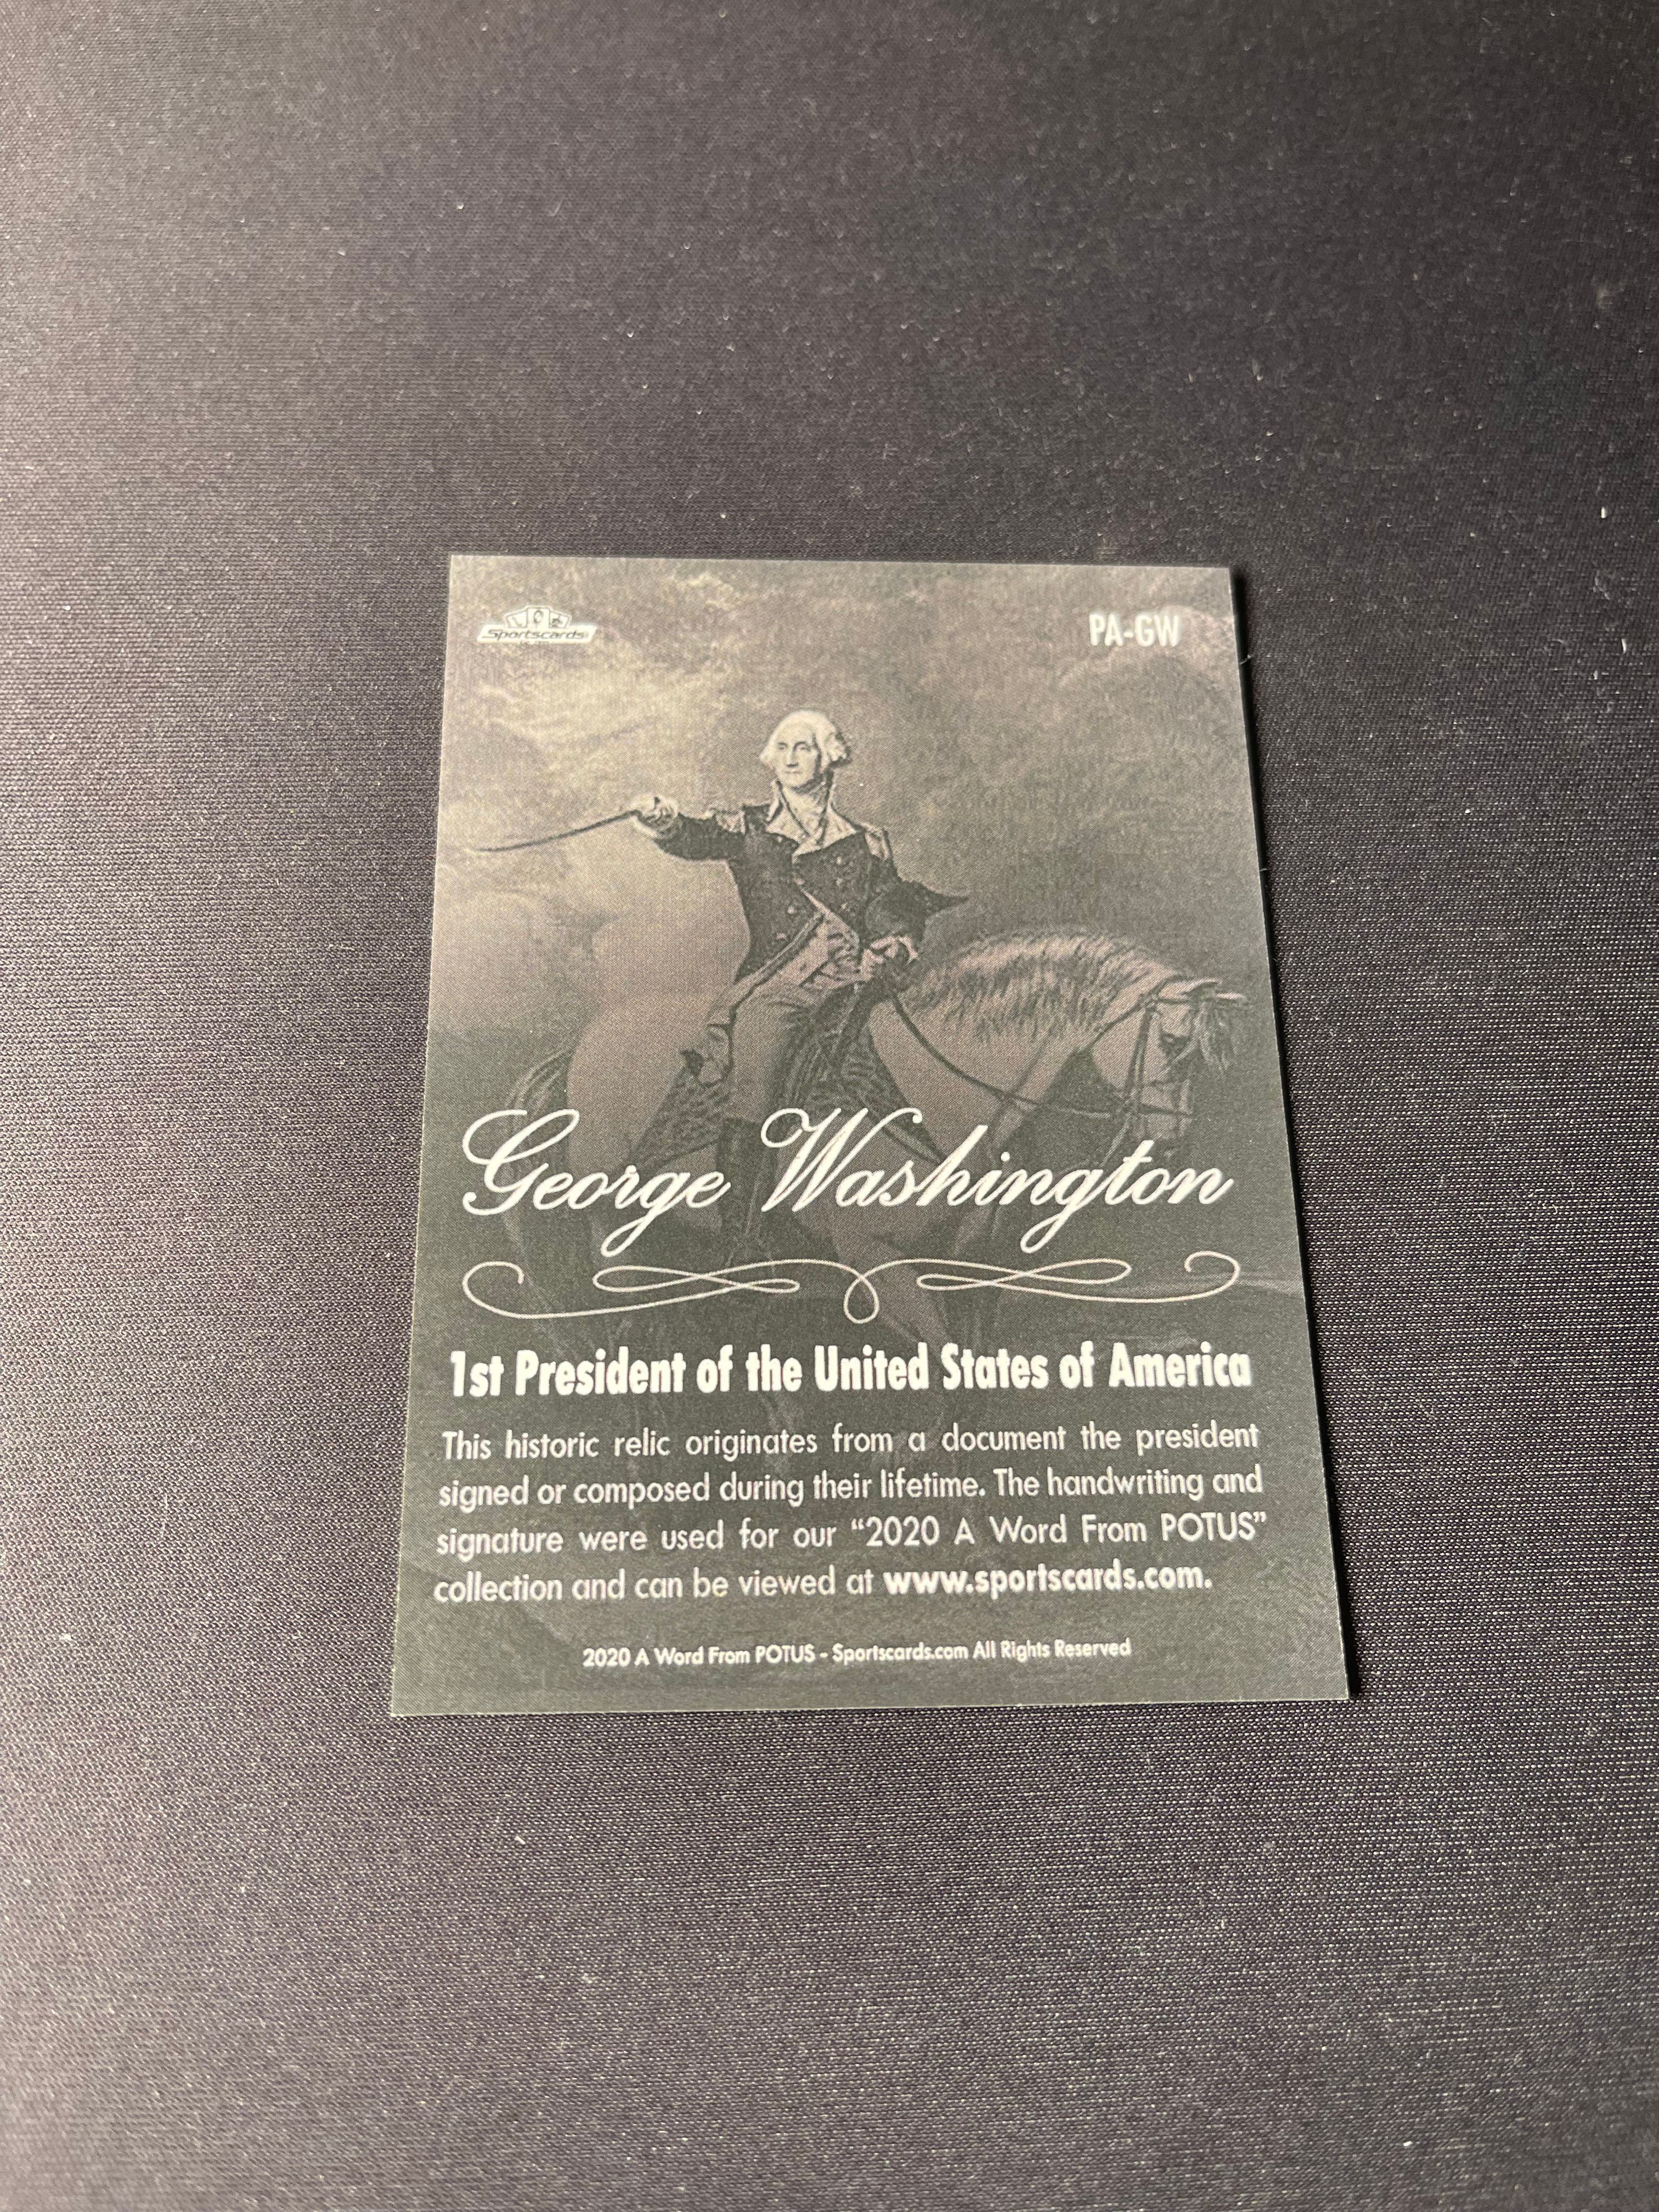 Sportscards
PA-GW
George Washington
1st President of the United States of America
This historic relic originates from a document the president
signed or composed during their lifetime. The handwriting and
signature were used for our “2020 A Word From POTUS”
collection and can be viewed at www.sportscards.com.
2020 A Word From POTUS - Sportscards.com All Rights Reserved